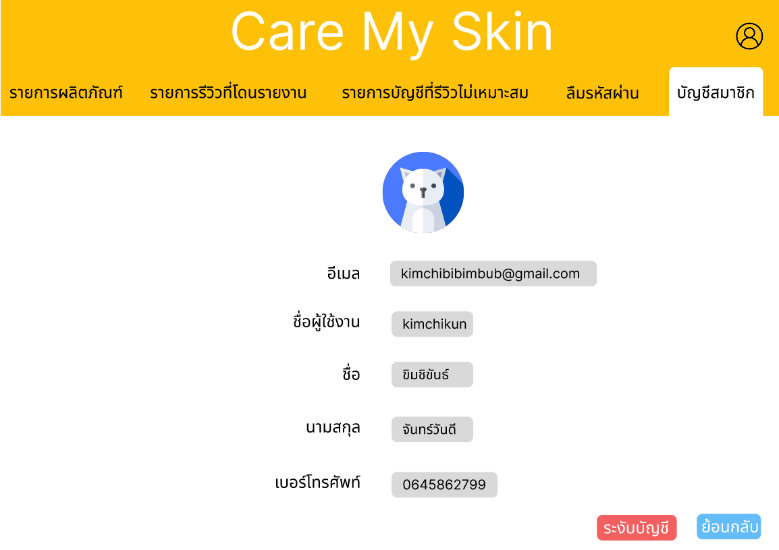 Care My Skin
รายการผลิตภัณฑ์ รายการรีวิวที่โดนรายงาน รายการบัญชีที่รีวิวไม่เหมาะสม ลืมรหัสผ่าน บัญชีสมาชิก
อีเมล kimchibibimbub@gmail.com
ชื่อผู้ใช้งาน kimchikun
ชื่อ ขิมชิขันธ์
นามสกุล จันทร์วันดี
เบอร์โทรศัพท์ 0645862799
ระงับบัญชี ย้อนกลับ